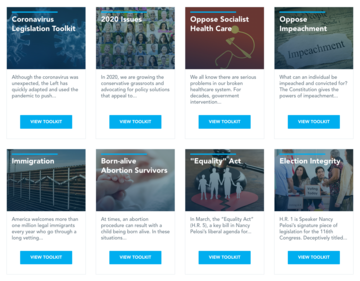 Coronavirus
Legislation Toolkit
Although the coronavirus was
unexpected, the Left has
quickly adapted and used the
pandemic to push...
VIEW TOOLKIT
2020 Issues
In 2020, we are growing the
conservative grassroots and
advocating for policy solutions
that appeal to...
VIEW TOOLKIT
Oppose Socialist
Health Care
We all know there are serious
problems in our broken
healthcare system. For
decades, government
intervention...
VIEW TOOLKIT
Oppose
Impeachment
Impeachment
What can an individual be
impeached and convicted for?
The Constitution gives the
powers of impeachment...
VIEW TOOLKIT
Immigration
America welcomes more than
one million legal immigrants
every year who go through a
long vetting...
VIEW TOOLKIT
Born-alive
Abortion Survivors
At times, an abortion
procedure can result with a
child being born alive. In these
situations...
VIEW TOOLKIT
"Equality" Act
In March, the "Equality Act"
(H.R. 5), a key bill in Nancy
Pelosi's liberal agenda for...
VIEW TOOLKIT
Election Integrity
H.R. 1 is Speaker Nancy
Pelosi's signature piece of
legislation for the 116th
Congress. Deceptively titled...
VIEW TOOLKIT